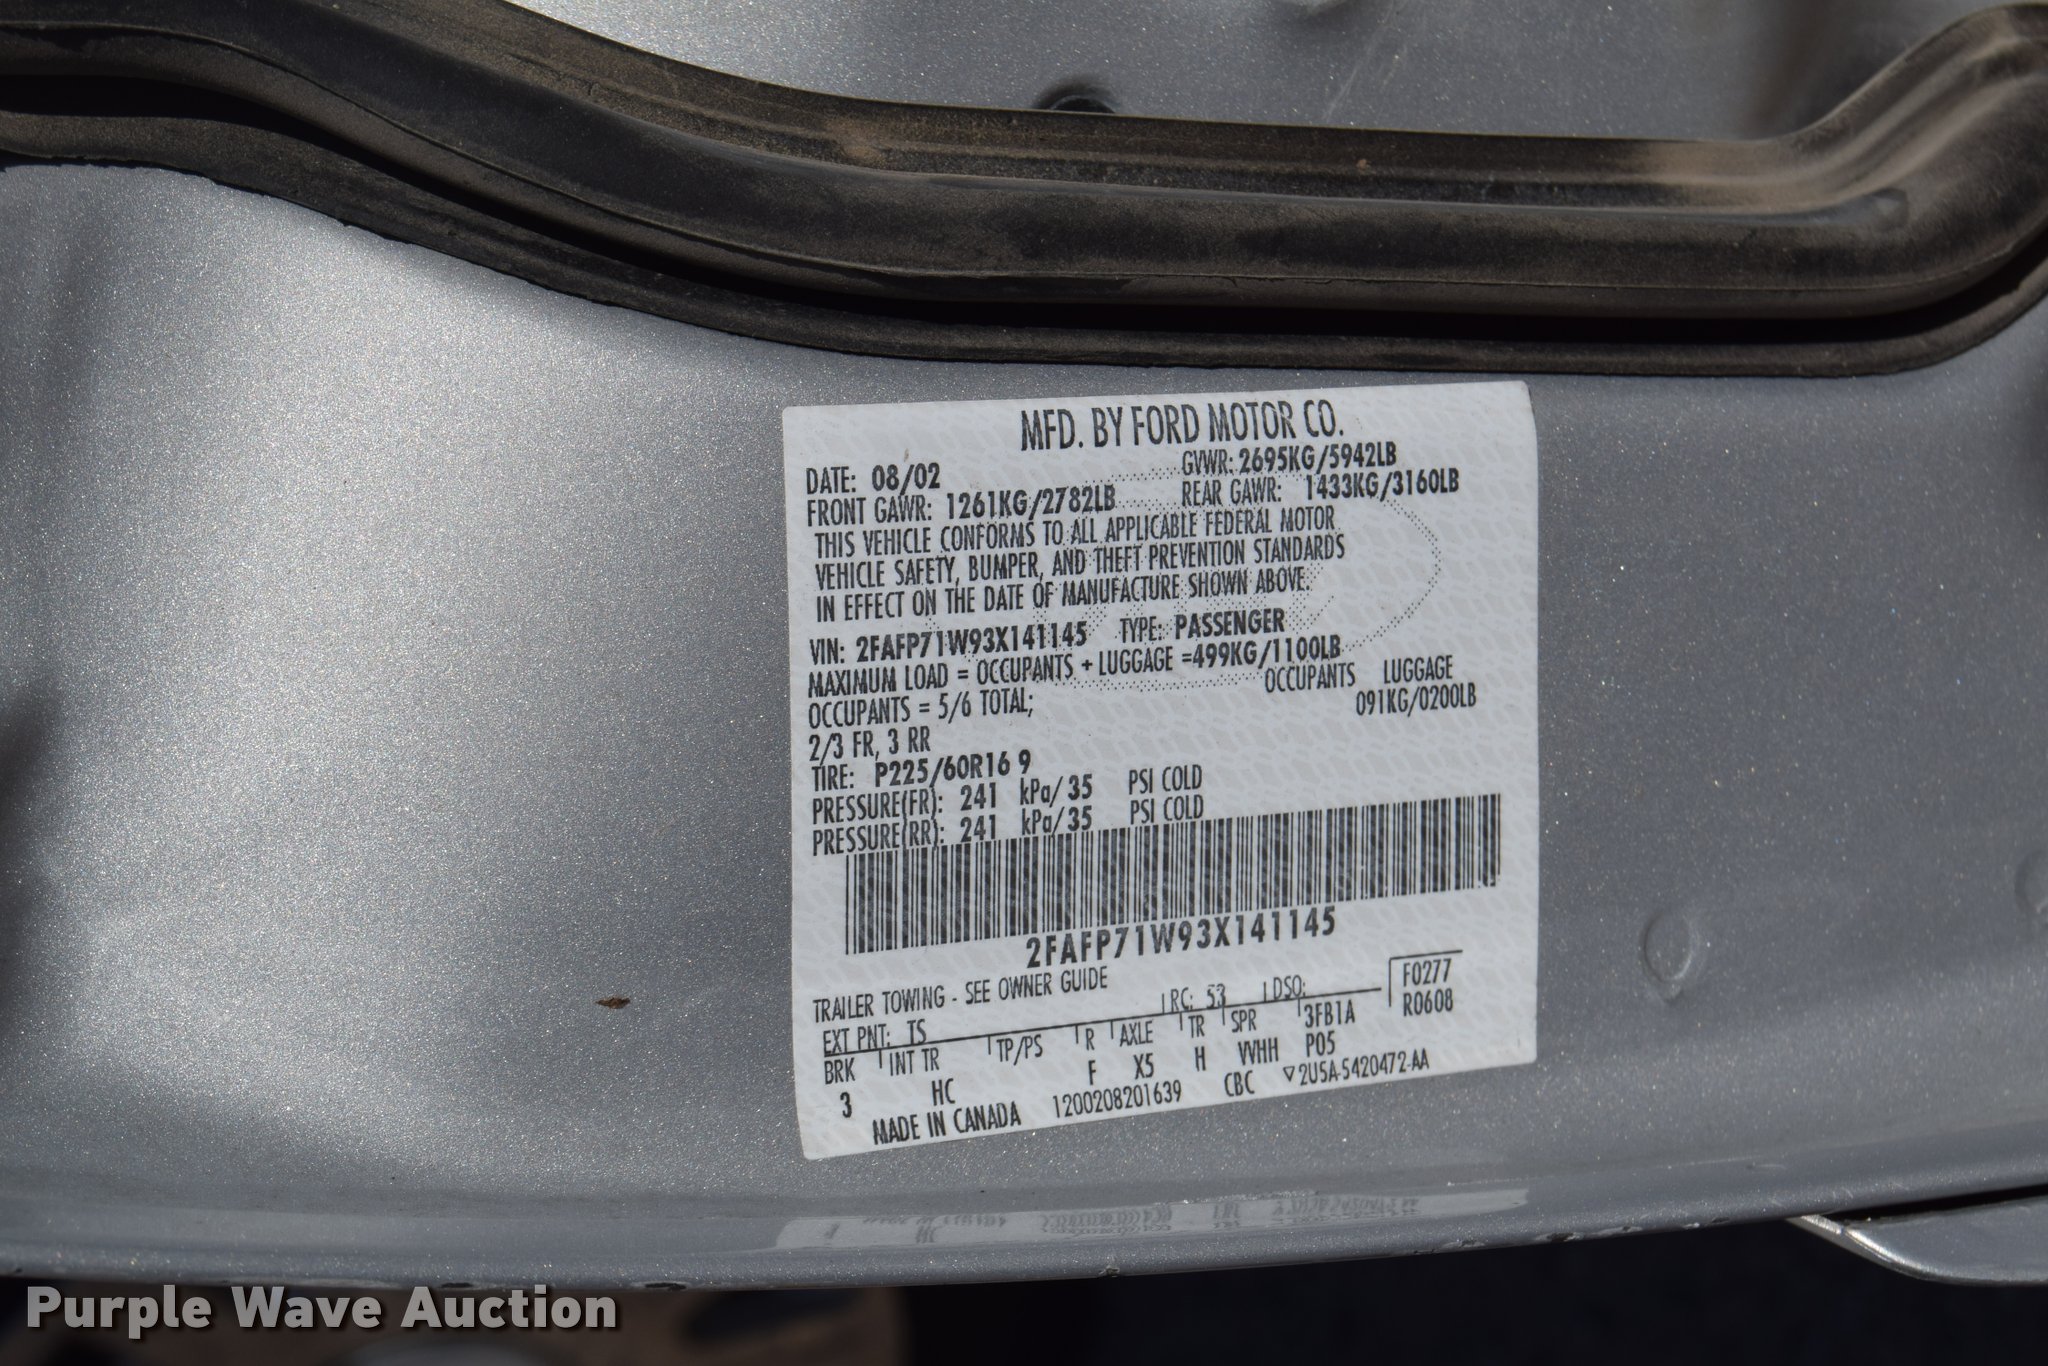 MFD. BY FORD MOTOR CO.
DATE: 08/02 GVWR: 2695KG/5942LB
FRONT GAWR: 1261KG/2782LB REAR GAWR: 1433KG/3160LB
THIS VEHICLE CONFORMS TO ALL APPLICABLE FEDERAL MOTOR
VEHICLE SAFETY, BUMPER, AND THEFT PREVENTION STANDARDS
IN EFFECT ON THE DATE OF MANUFACTURE SHOWN ABOVE.
VIN: 2FAFP71W93X141145 TYPE: PASSENGER
MAXIMUM LOAD = OCCUPANTS + LUGGAGE =499KG/1100LB
OCCUPANTS = 5/6 TOTAL; OCCUPANTS LUGGAGE
2/3 FR, 3 RR 091KG/0200LB
TIRE: P225/60R16 9
PRESSURE(FR): 241 kPa/ 35 PSI COLD
PRESSURE(RR): 241 kPa/35 PSI COLD
2FAFP71W93X141145
TRAILER TOWING - SEE OWNER GUIDE
EXT PNT: TS RC: 53 DSO: F0277
BRK INT TR TP/PS R AXLE TR SPR 3FB1A R0608
3 HC F X5 H VVHH P05
MADE IN CANADA 1200208201639 CBC ▽2U5A-5420472-AA
Purple Wave Auction